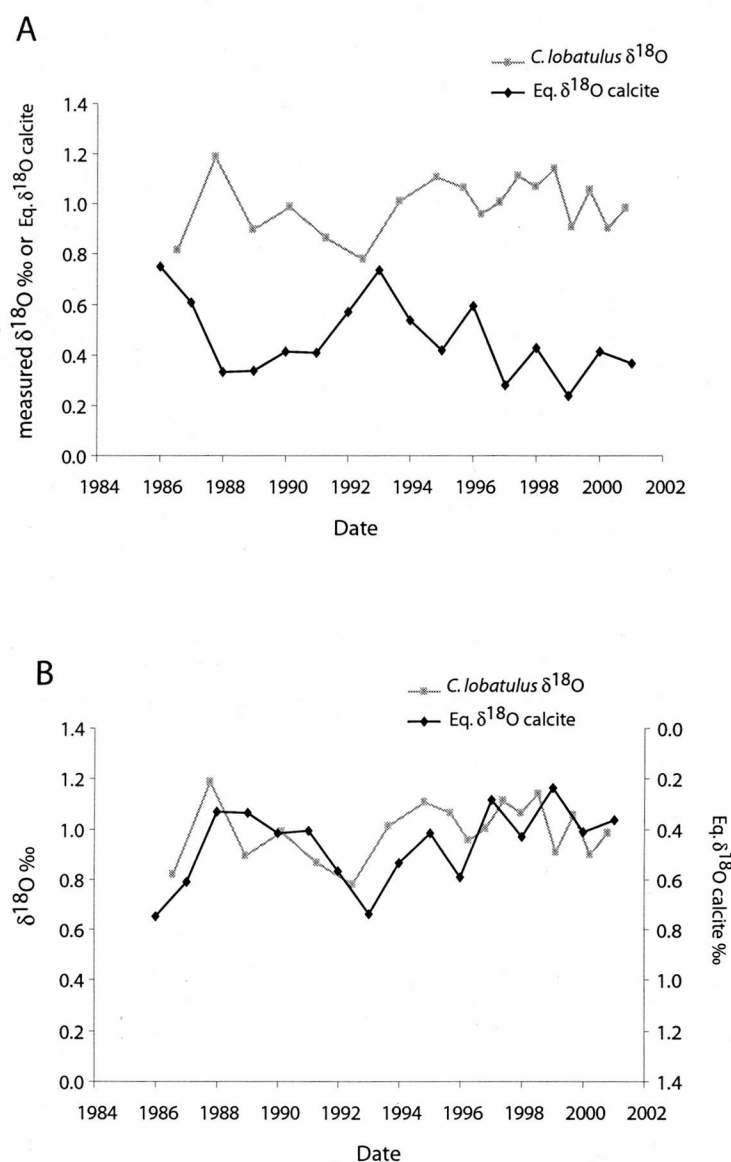 A
C. lobatulus δ18O
Eq. δ18O calcite
measured δ18O ‰ or Eq. δ18O calcite
1.4
1.2
1.0
0.8
0.6
0.4
0.2
0.0
1984 1986 1988 1990 1992 1994 1996 1998 2000 2002
Date
B
C. lobatulus δ18O
Eq. δ18O calcite
δ18O ‰
1.4
1.2
1.0
0.8
0.6
0.4
0.2
0.0
0.0
0.2
0.4
0.6
0.8
1.0
1.2
1.4
Eq. δ18O calcite ‰
1984 1986 1988 1990 1992 1994 1996 1998 2000 2002
Date